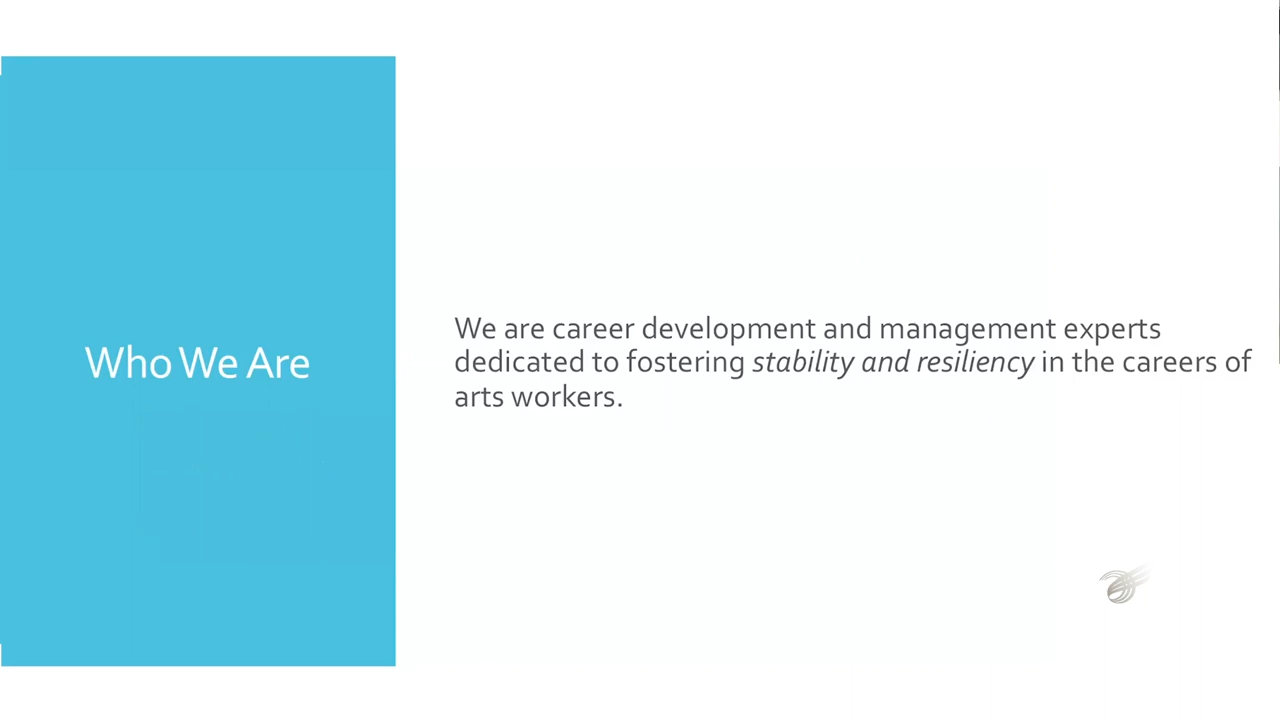 Who We Are
We are career development and management experts
dedicated to fostering stability and resiliency in the careers of
arts workers.